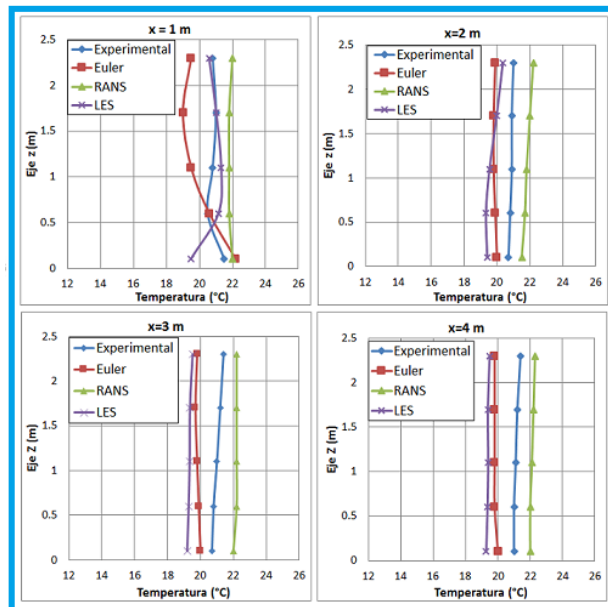 x = 1 m
Experimental
Euler
RANS
LES
Eje z (m)
2.5
2
1.5
1
0.5
0
12 14 16 18 20 22 24 26
Temperatura (°C)
x=2 m
Experimental
Euler
RANS
LES
Eje z (m)
2.5
2
1.5
1
0.5
0
12 14 16 18 20 22 24 26
Temperatura (°C)
x=3 m
Experimental
Euler
RANS
LES
Eje Z (m)
2.5
2
1.5
1
0.5
0
12 14 16 18 20 22 24 26
Temperatura (°C)
x=4 m
Experimental
Euler
RANS
LES
Eje Z (m)
2.5
2
1.5
1
0.5
0
12 14 16 18 20 22 24 26
Temperatura (°C)